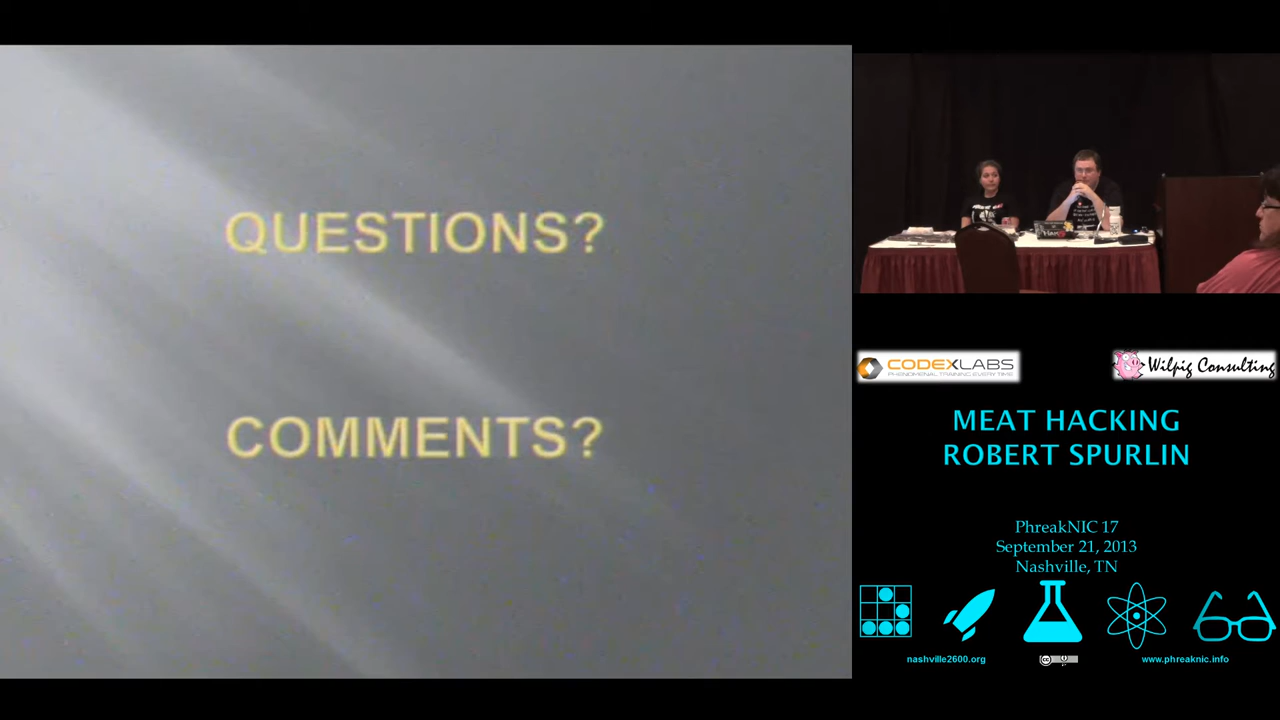 QUESTIONS?
COMMENTS?
CODEXLABS
PHENOMENAL TRAINING EVERY TIME
Wilpig Consulting
MEAT HACKING
ROBERT SPURLIN
PhreakNIC 17
September 21, 2013
Nashville, TN
nashville2600.org
cc
www.phreaknic.info